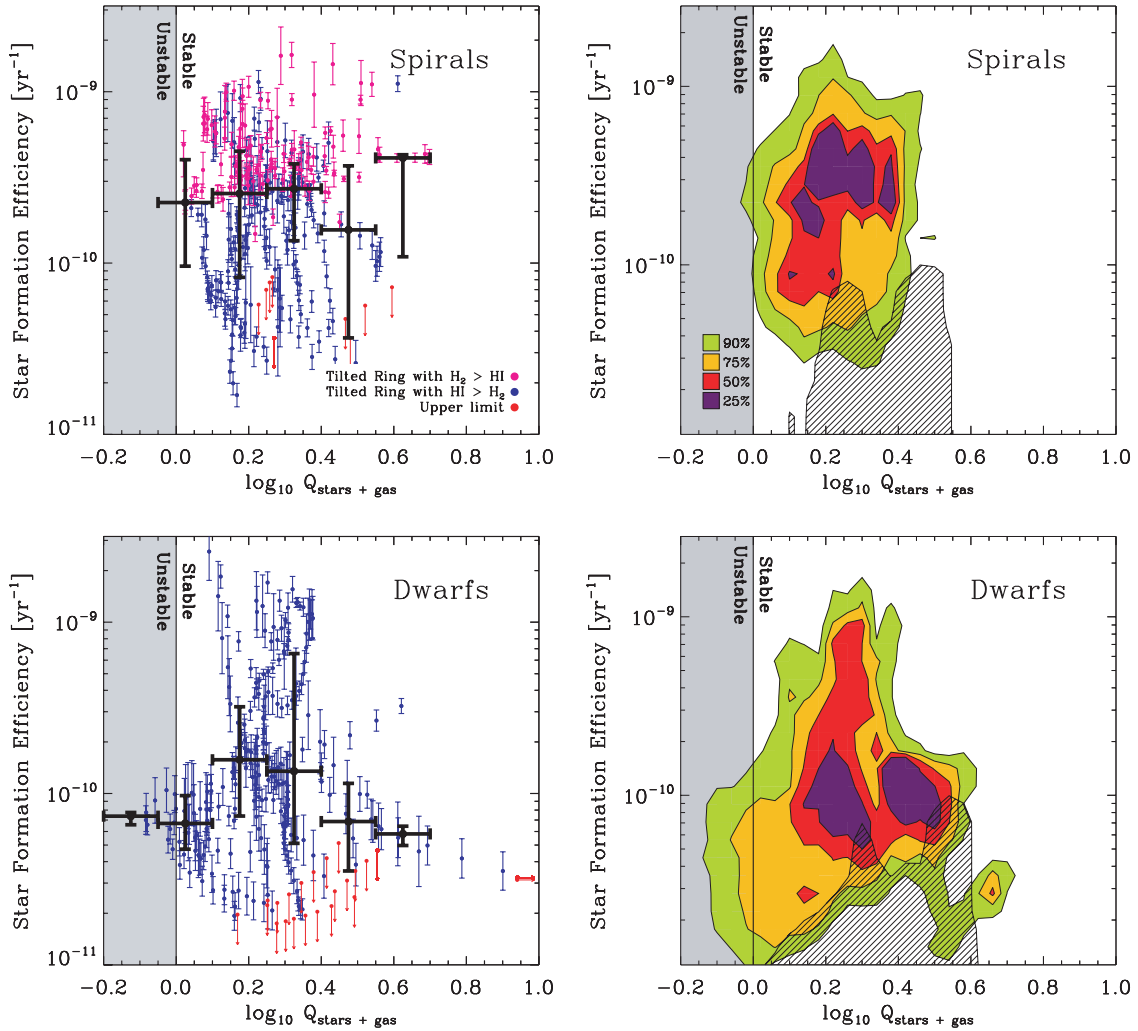 Star Formation Efficiency [yr⁻¹]
10⁻⁹
10⁻¹⁰
10⁻¹¹
Unstable
Stable
Spirals
Tilted Ring with H₂ > HI
Tilted Ring with HI > H₂
Upper limit
−0.2 0.0 0.2 0.4 0.6 0.8 1.0
log₁₀ Q stars + gas
Star Formation Efficiency [yr⁻¹]
10⁻⁹
10⁻¹⁰
Unstable
Stable
Spirals
90%
75%
50%
25%
−0.2 0.0 0.2 0.4 0.6 0.8 1.0
log₁₀ Q stars + gas
Star Formation Efficiency [yr⁻¹]
10⁻⁹
10⁻¹⁰
10⁻¹¹
Unstable
Stable
Dwarfs
−0.2 0.0 0.2 0.4 0.6 0.8 1.0
log₁₀ Q stars + gas
Star Formation Efficiency [yr⁻¹]
10⁻⁹
10⁻¹⁰
Unstable
Stable
Dwarfs
−0.2 0.0 0.2 0.4 0.6 0.8 1.0
log₁₀ Q stars + gas